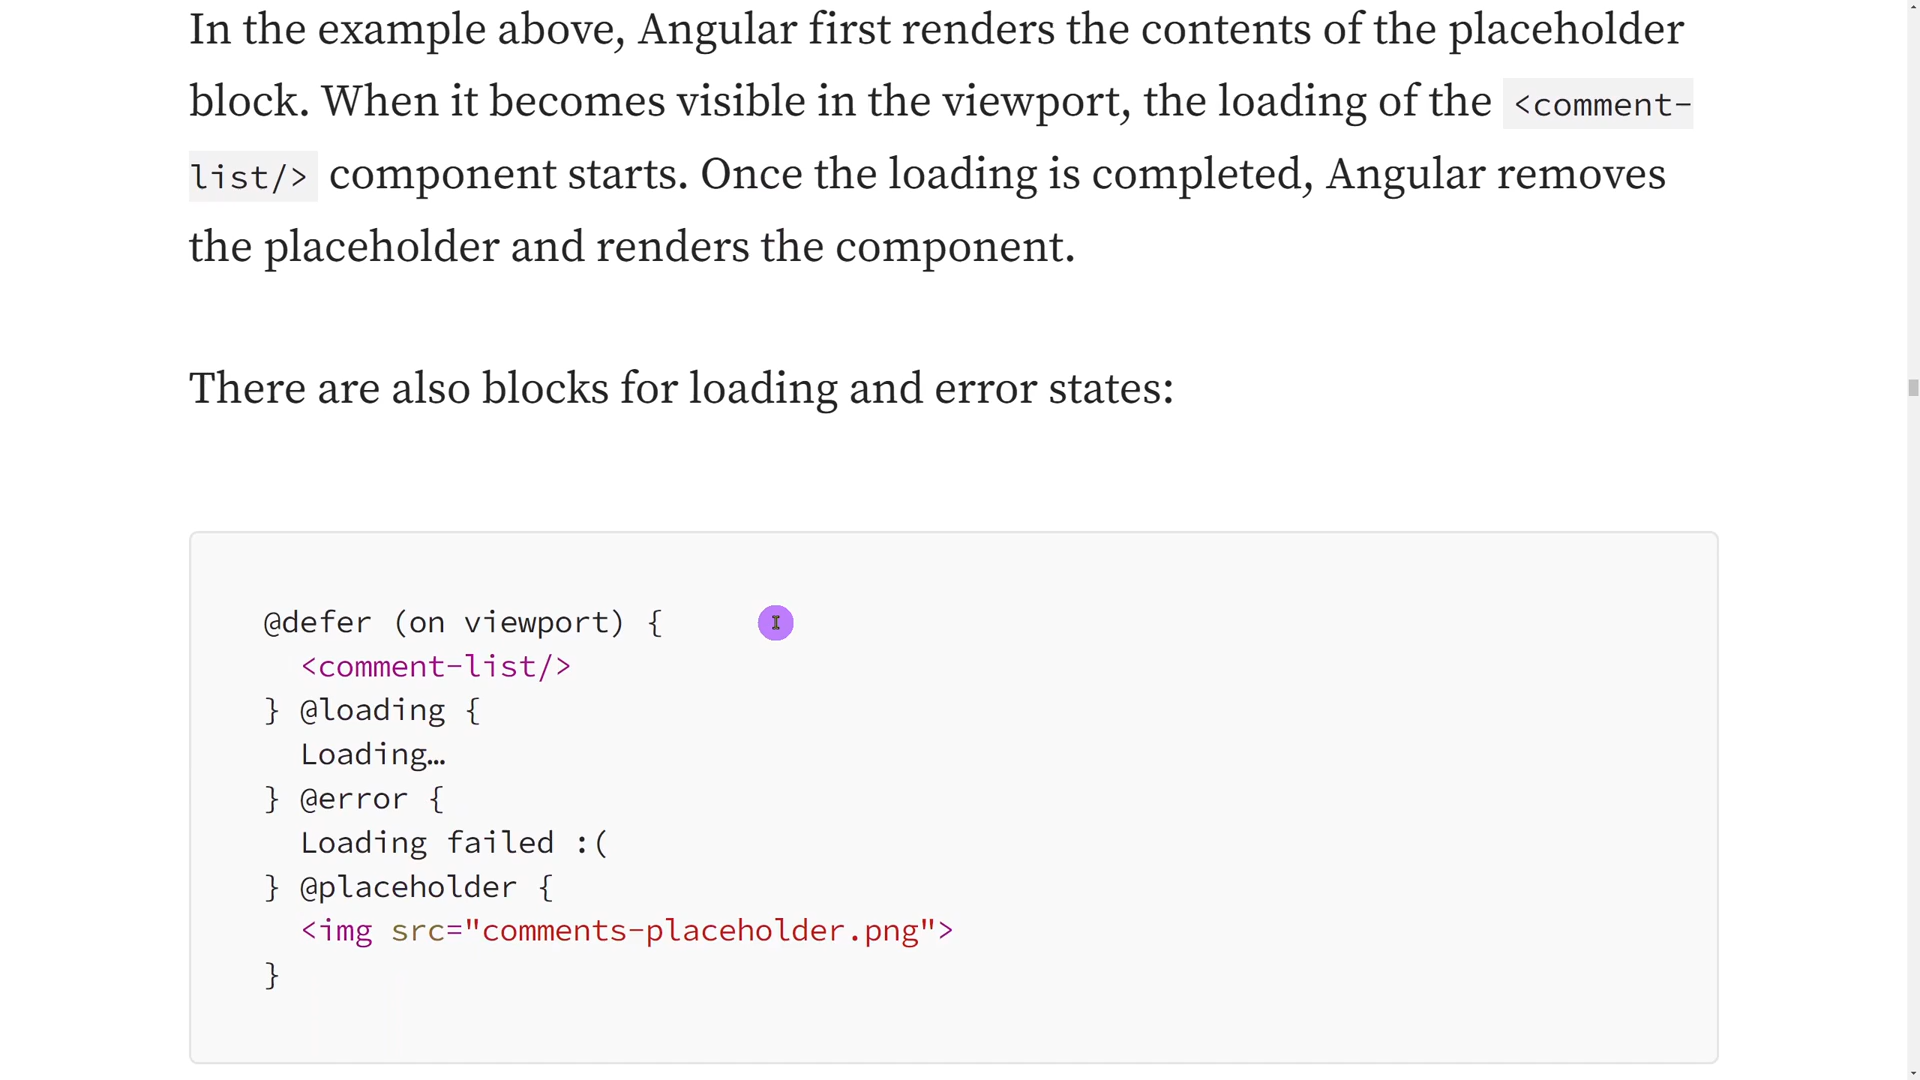 In the example above, Angular first renders the contents of the placeholder
block. When it becomes visible in the viewport, the loading of the <comment-
list/> component starts. Once the loading is completed, Angular removes
the placeholder and renders the component.
There are also blocks for loading and error states:
@defer (on viewport) {
  <comment-list/>
} @loading {
  Loading…
} @error {
  Loading failed :(
} @placeholder {
  <img src="comments-placeholder.png">
}